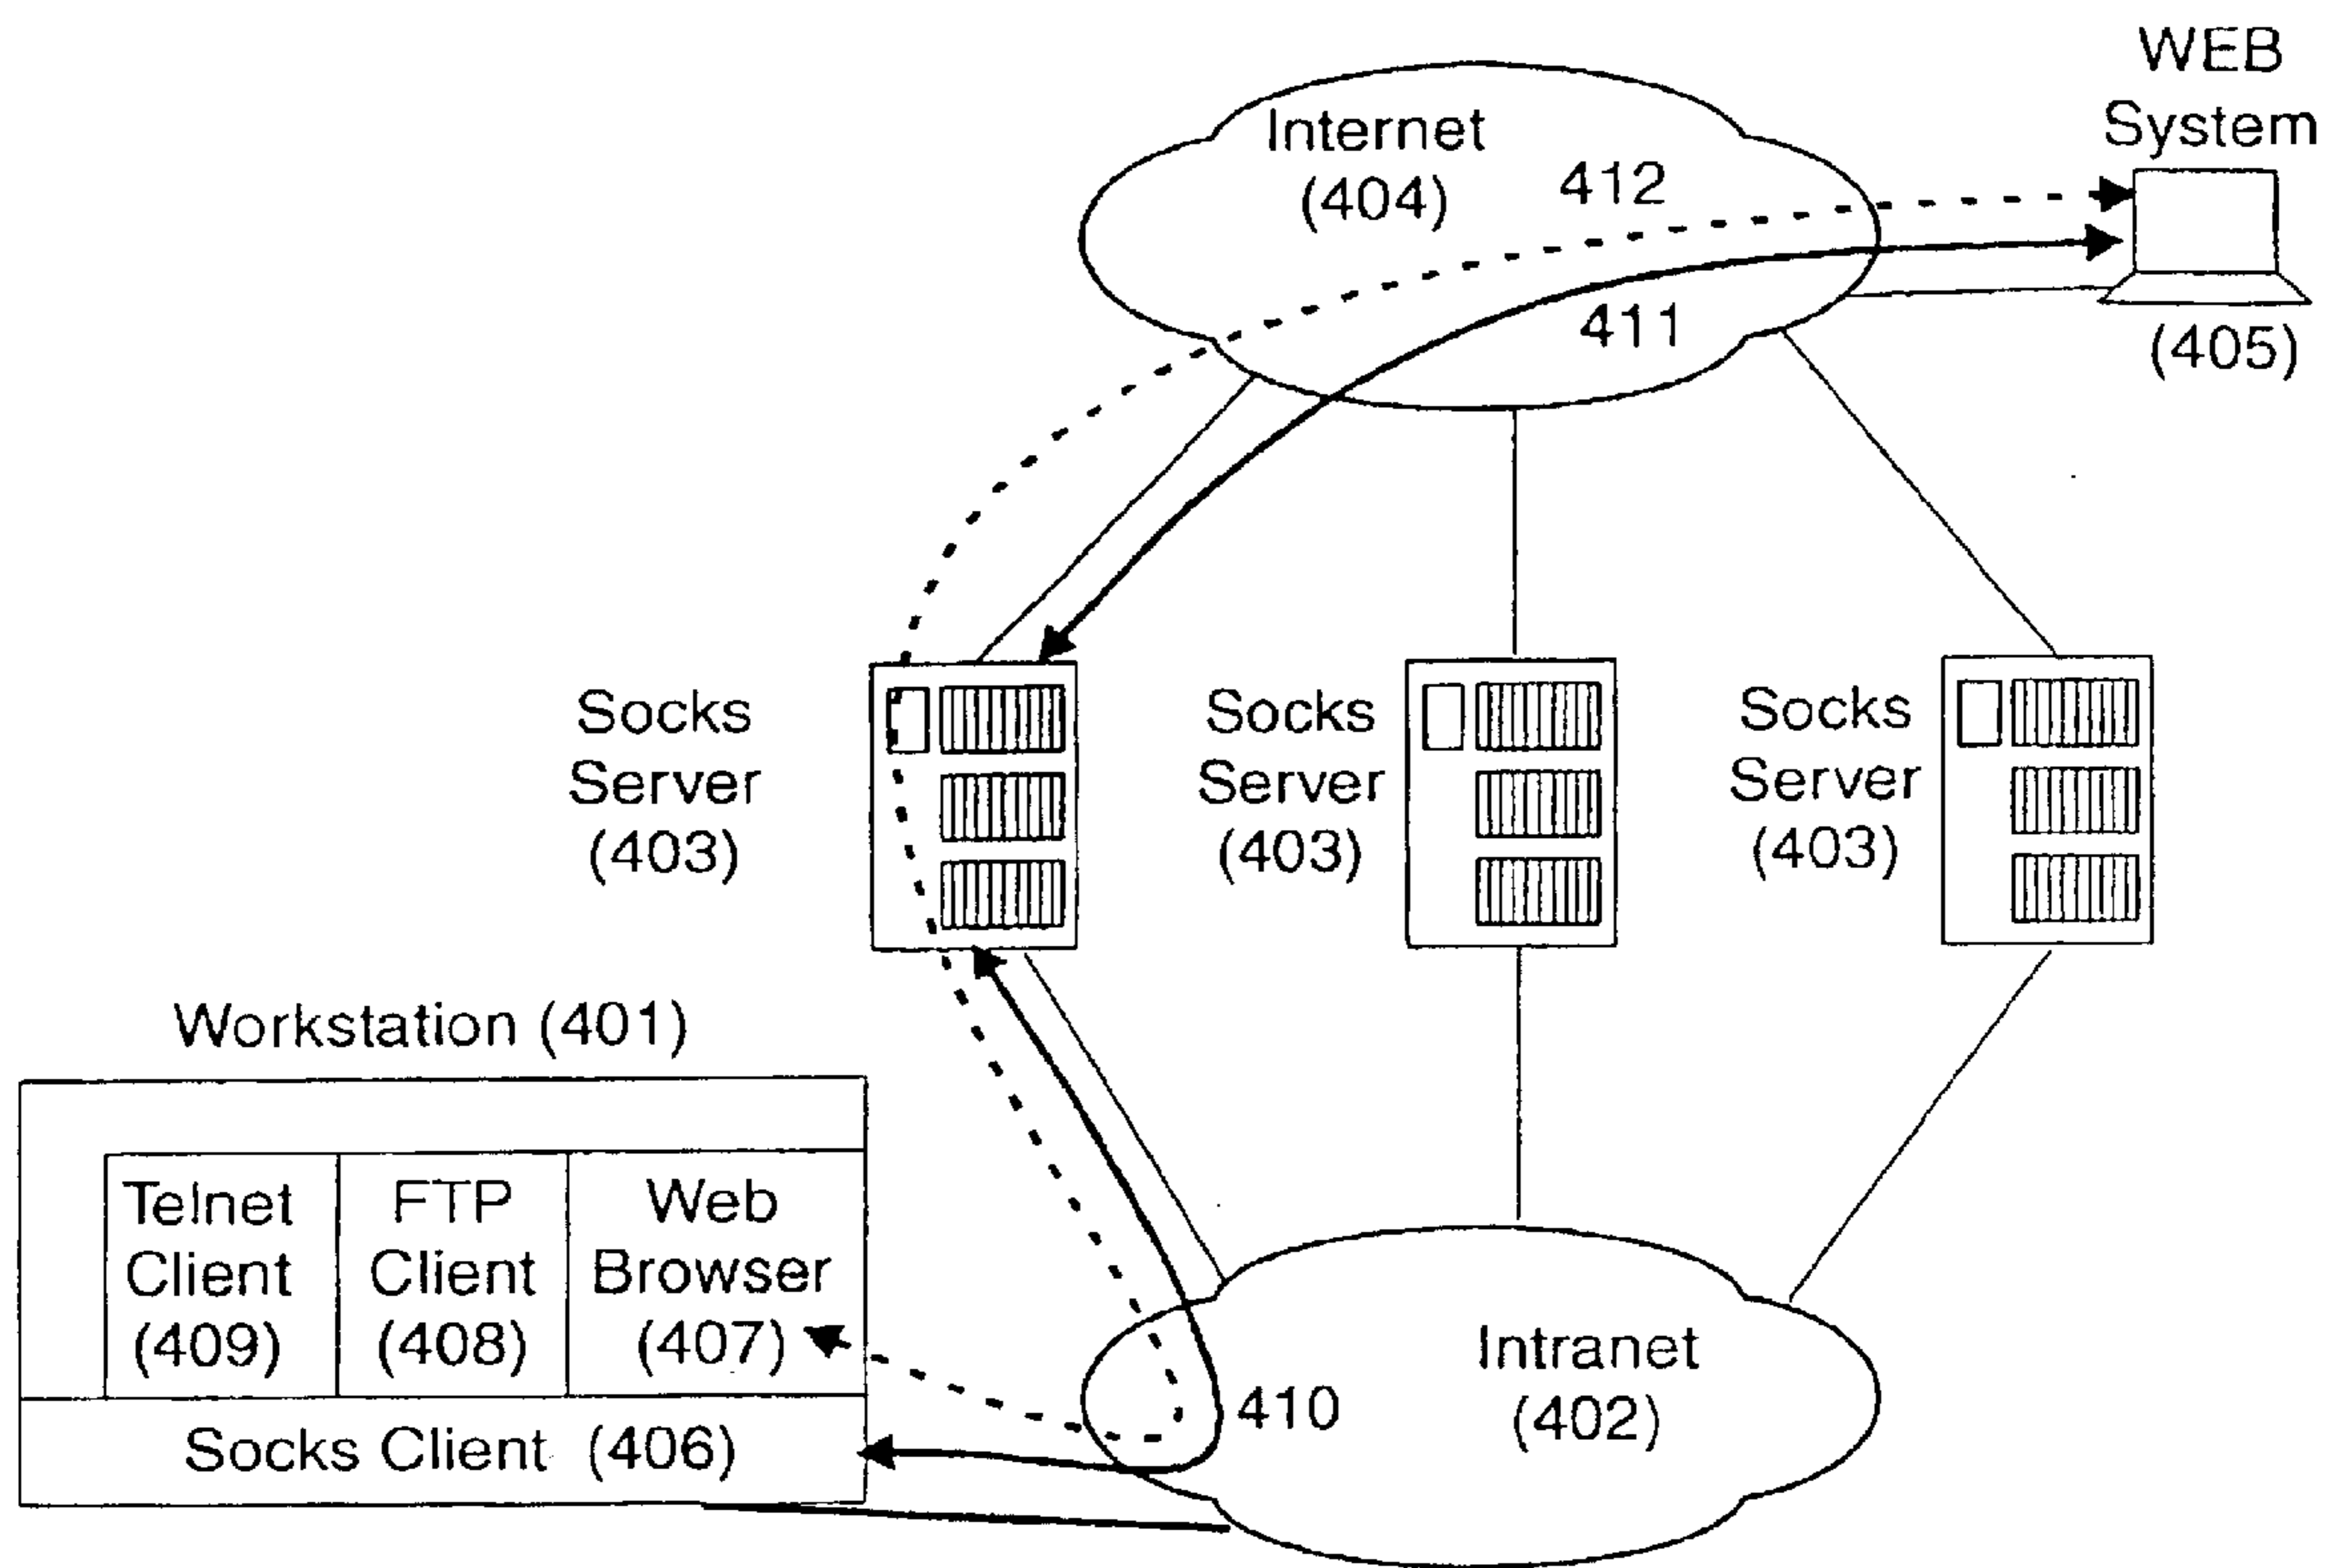 WEB
System
(405)
Internet
(404)
412
411
Socks
Server
(403)
Socks
Server
(403)
Socks
Server
(403)
Workstation (401)
Telnet
Client
(409)
FTP
Client
(408)
Web
Browser
(407)
Socks Client (406)
410
Intranet
(402)